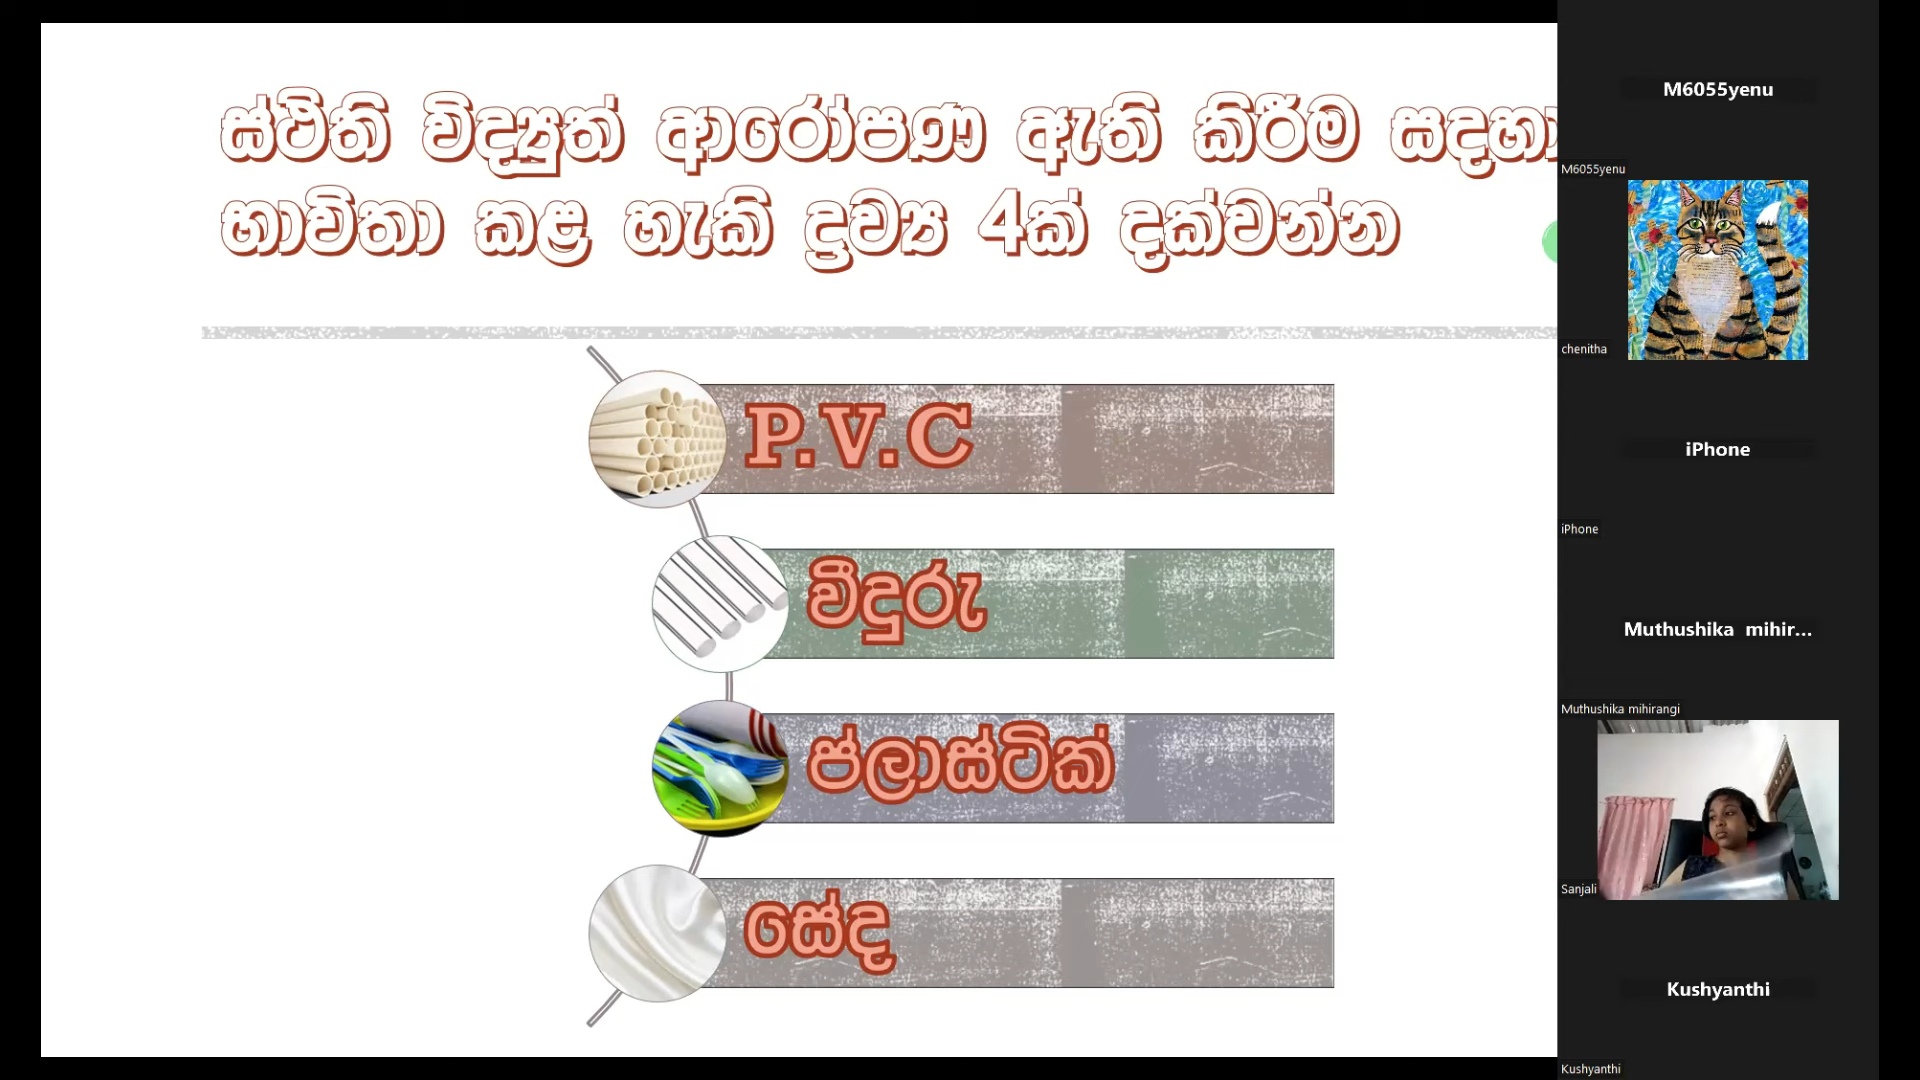 ස්ථිති විද්‍යුත් ආරෝපණ ඇති කිරීම සඳහා
භාවිතා කළ හැකි ද්‍රව්‍ය 4ක් දක්වන්න
P.V.C
වීදුරු
ප්ලාස්ටික්
සේද
M6055yenu
M6055yenu
chenitha
iPhone
iPhone
Muthushika mihir...
Muthushika mihirangi
Sanjali
Kushyanthi
Kushyanthi